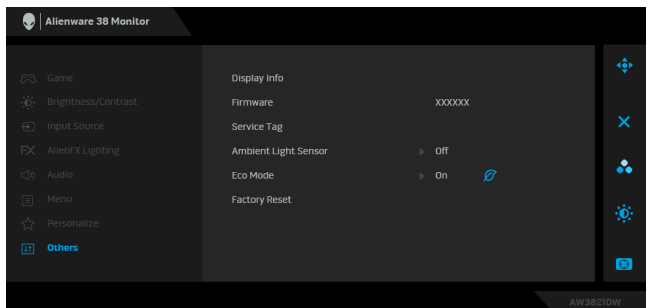 Alienware 38 Monitor
Game
Brightness/Contrast
Input Source
AlienFX Lighting
Audio
Menu
Personalize
Others
Display Info
Firmware XXXXXX
Service Tag
Ambient Light Sensor Off
Eco Mode On
Factory Reset
AW3821DW